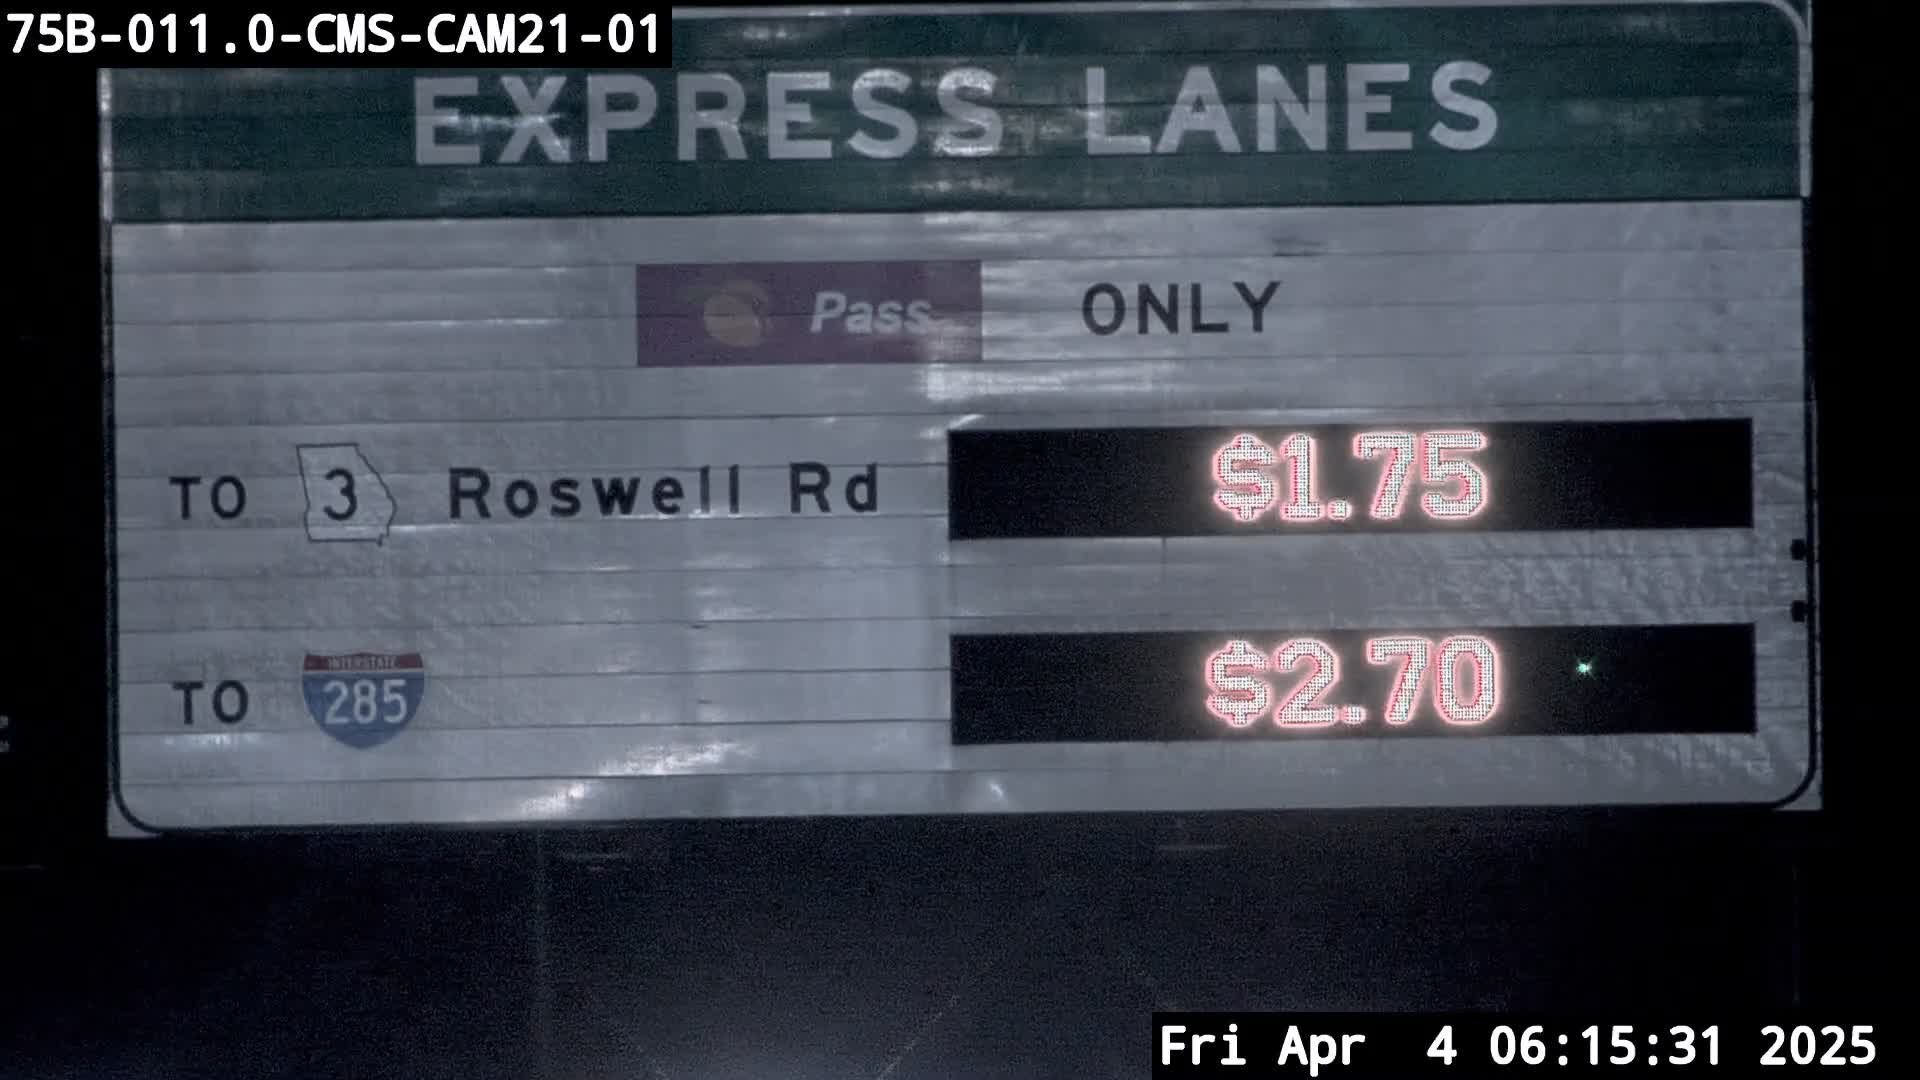 75B-011.0-CMS-CAM21-01
EXPRESS LANES
Pass ONLY
TO 3 Roswell Rd $1.75
INTERSTATE
TO 285 $2.70
Fri Apr 4 06:15:31 2025